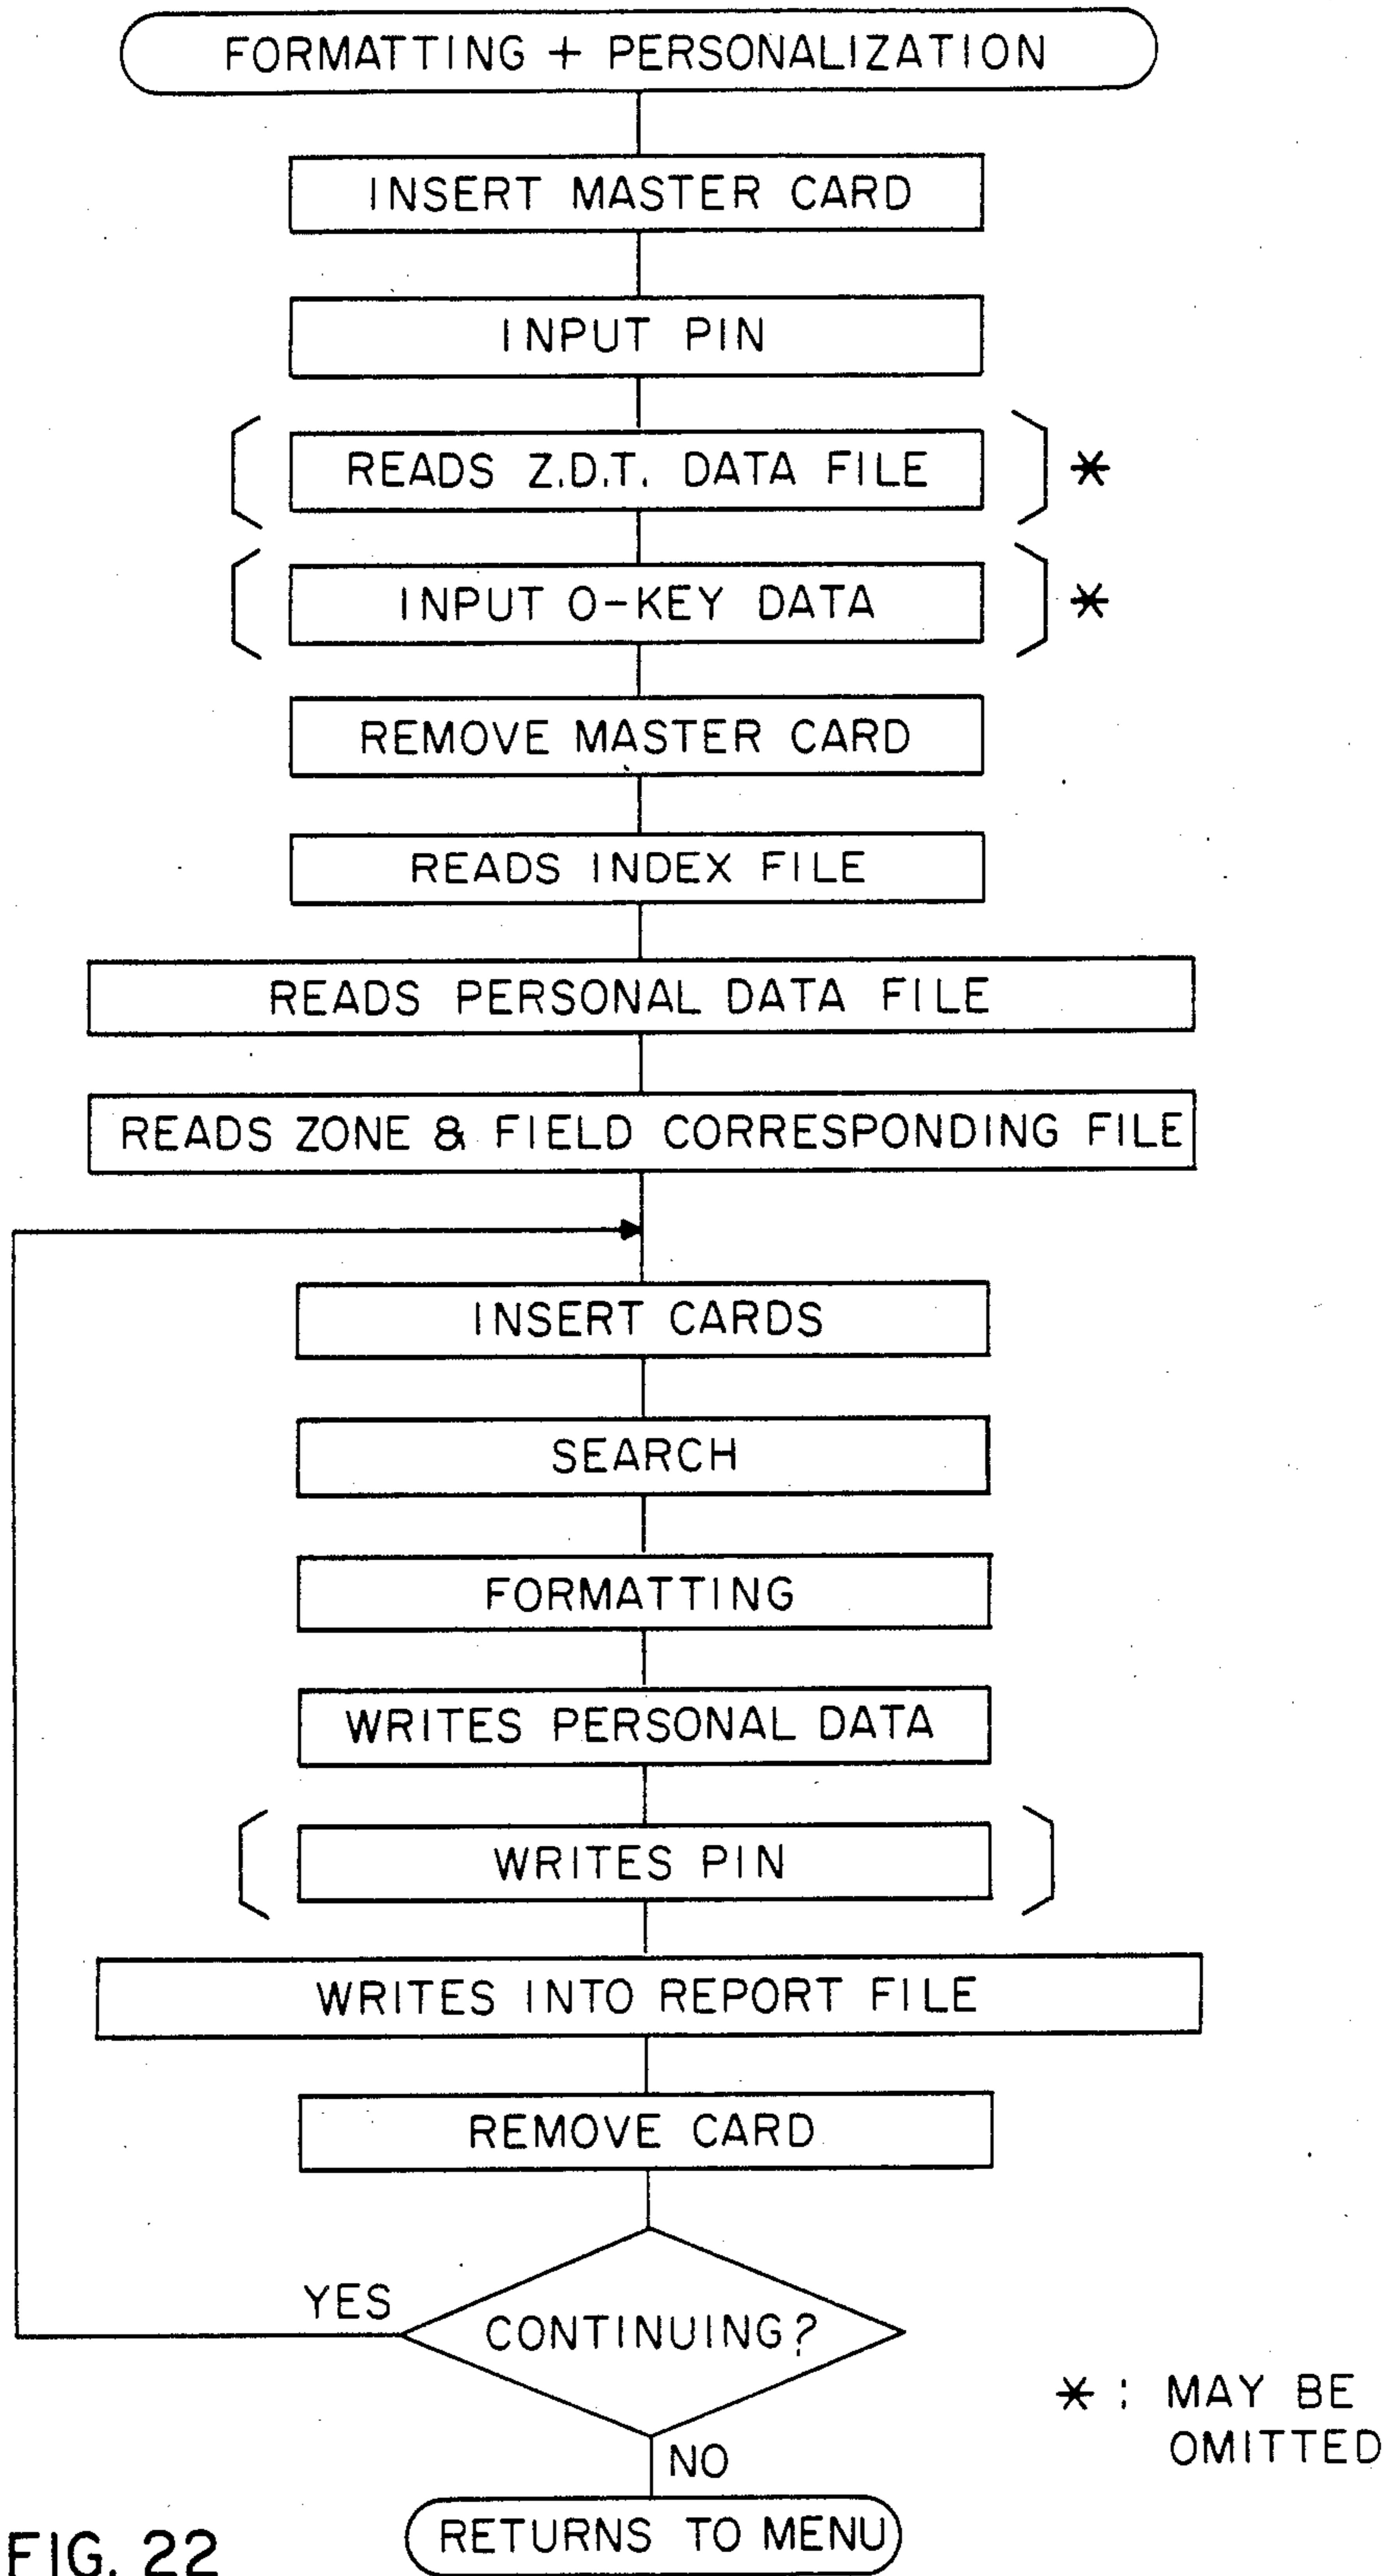 FORMATTING + PERSONALIZATION
INSERT MASTER CARD
INPUT PIN
READS Z.D.T. DATA FILE *
INPUT O-KEY DATA *
REMOVE MASTER CARD
READS INDEX FILE
READS PERSONAL DATA FILE
READS ZONE & FIELD CORRESPONDING FILE
INSERT CARDS
SEARCH
FORMATTING
WRITES PERSONAL DATA
WRITES PIN
WRITES INTO REPORT FILE
REMOVE CARD
YES
CONTINUING?
* : MAY BE
OMITTED
NO
RETURNS TO MENU
FIG. 22